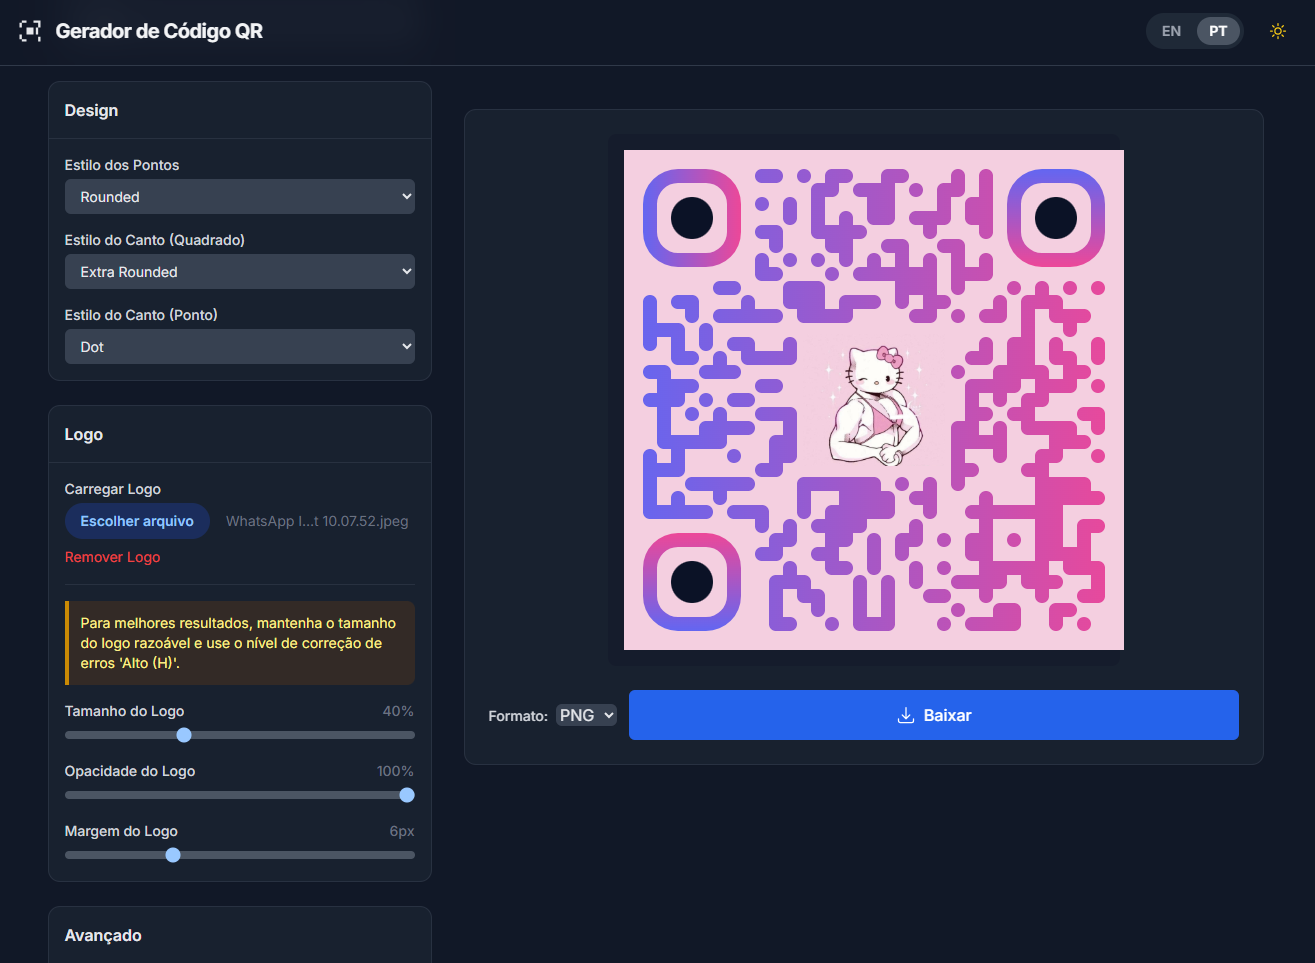 Gerador de Código QR
EN
PT
Design
Estilo dos Pontos
Rounded
Estilo do Canto (Quadrado)
Extra Rounded
Estilo do Canto (Ponto)
Dot
Logo
Carregar Logo
Escolher arquivo
WhatsApp I...t 10.07.52.jpeg
Remover Logo
Para melhores resultados, mantenha o tamanho
do logo razoável e use o nível de correção de
erros 'Alto (H)'.
Tamanho do Logo
40%
Opacidade do Logo
100%
Margem do Logo
6px
Avançado
Formato:
PNG
Baixar